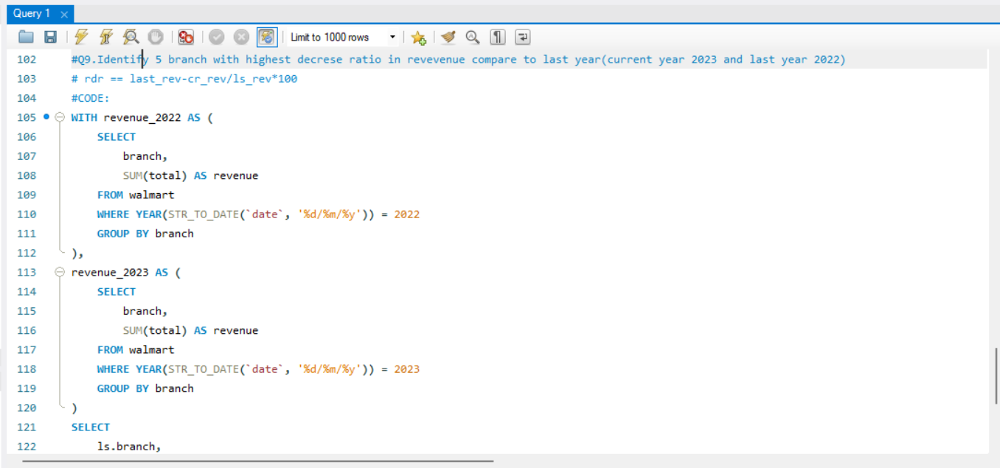 Query 1
Limit to 1000 rows
102 #Q9.Identify 5 branch with highest decrese ratio in revevenue compare to last year(current year 2023 and last year 2022)
103 # rdr == last_rev-cr_rev/ls_rev*100
104 #CODE:
105 WITH revenue_2022 AS (
106 SELECT
107 branch,
108 SUM(total) AS revenue
109 FROM walmart
110 WHERE YEAR(STR_TO_DATE(`date`, '%d/%m/%y')) = 2022
111 GROUP BY branch
112 ),
113 revenue_2023 AS (
114 SELECT
115 branch,
116 SUM(total) AS revenue
117 FROM walmart
118 WHERE YEAR(STR_TO_DATE(`date`, '%d/%m/%y')) = 2023
119 GROUP BY branch
120 )
121 SELECT
122 ls.branch,